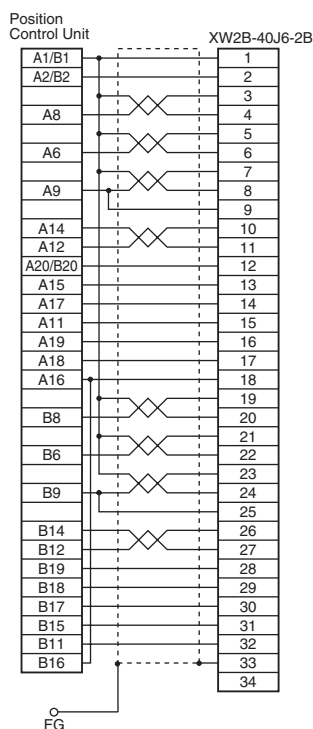 Position
Control Unit
XW2B-40J6-2B
A1/B1 1
A2/B2 2
3
A8 4
5
A6 6
7
A9 8
9
A14 10
A12 11
A20/B20 12
A15 13
A17 14
A11 15
A19 16
A18 17
A16 18
19
B8 20
21
B6 22
23
B9 24
25
B14 26
B12 27
B19 28
B18 29
B17 30
B15 31
B11 32
B16 33
34
FG